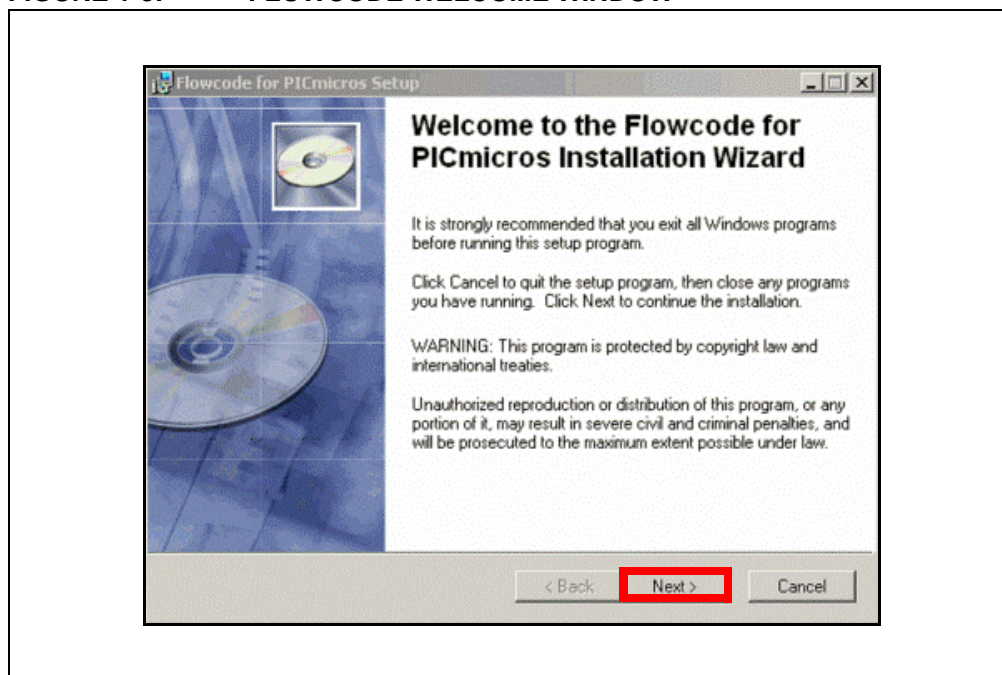 Flowcode for PICmicros Setup
Welcome to the Flowcode for
PICmicros Installation Wizard
It is strongly recommended that you exit all Windows programs
before running this setup program.
Click Cancel to quit the setup program, then close any programs
you have running. Click Next to continue the installation.
WARNING: This program is protected by copyright law and
international treaties.
Unauthorized reproduction or distribution of this program, or any
portion of it, may result in severe civil and criminal penalties, and
will be prosecuted to the maximum extent possible under law.
< Back
Next >
Cancel